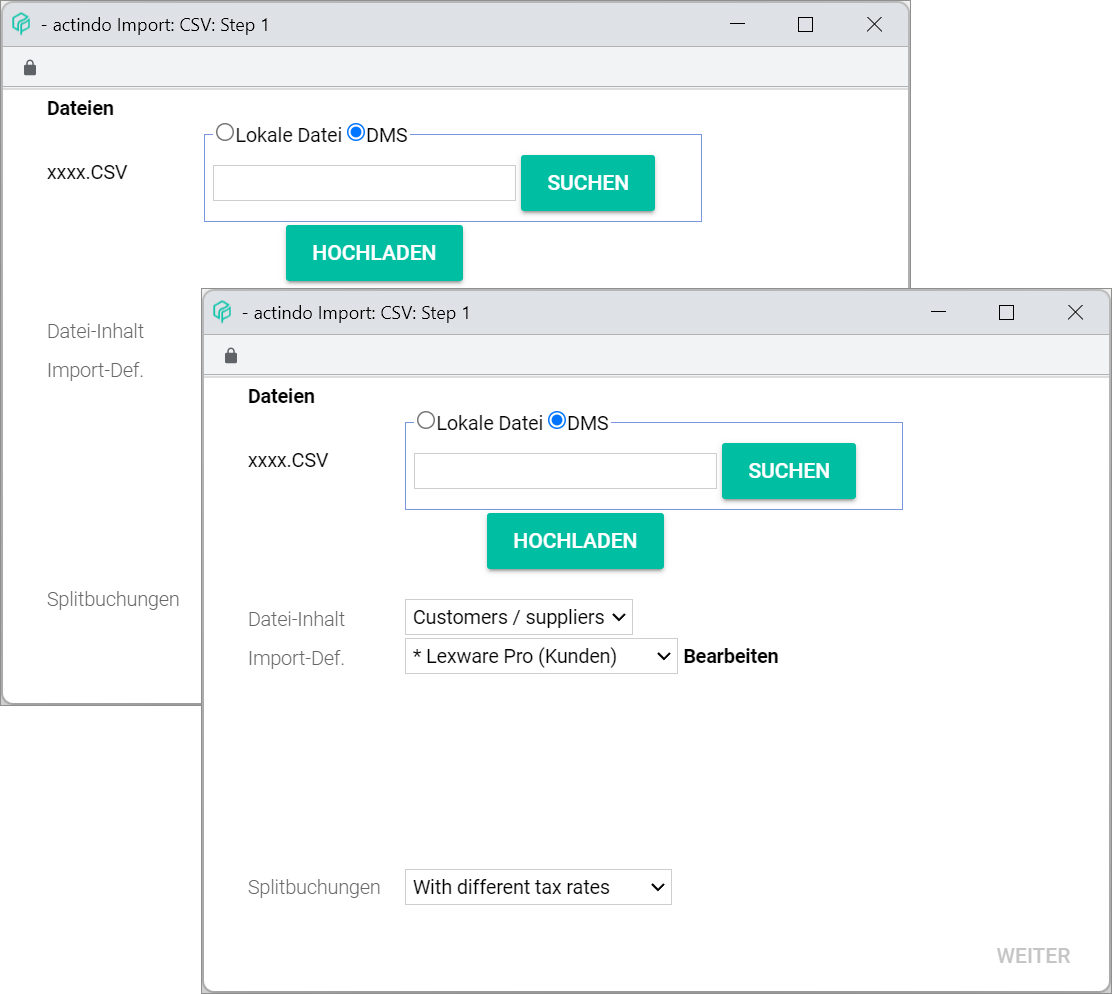 - actindo Import: CSV: Step 1
Dateien
Lokale Datei DMS
xxxx.CSV
SUCHEN
HOCHLADEN
Datei-Inhalt
Import-Def.
Splitbuchungen
- actindo Import: CSV: Step 1
Dateien
Lokale Datei DMS
xxxx.CSV
SUCHEN
HOCHLADEN
Datei-Inhalt Customers / suppliers
Import-Def. * Lexware Pro (Kunden) Bearbeiten
Splitbuchungen With different tax rates
WEITER